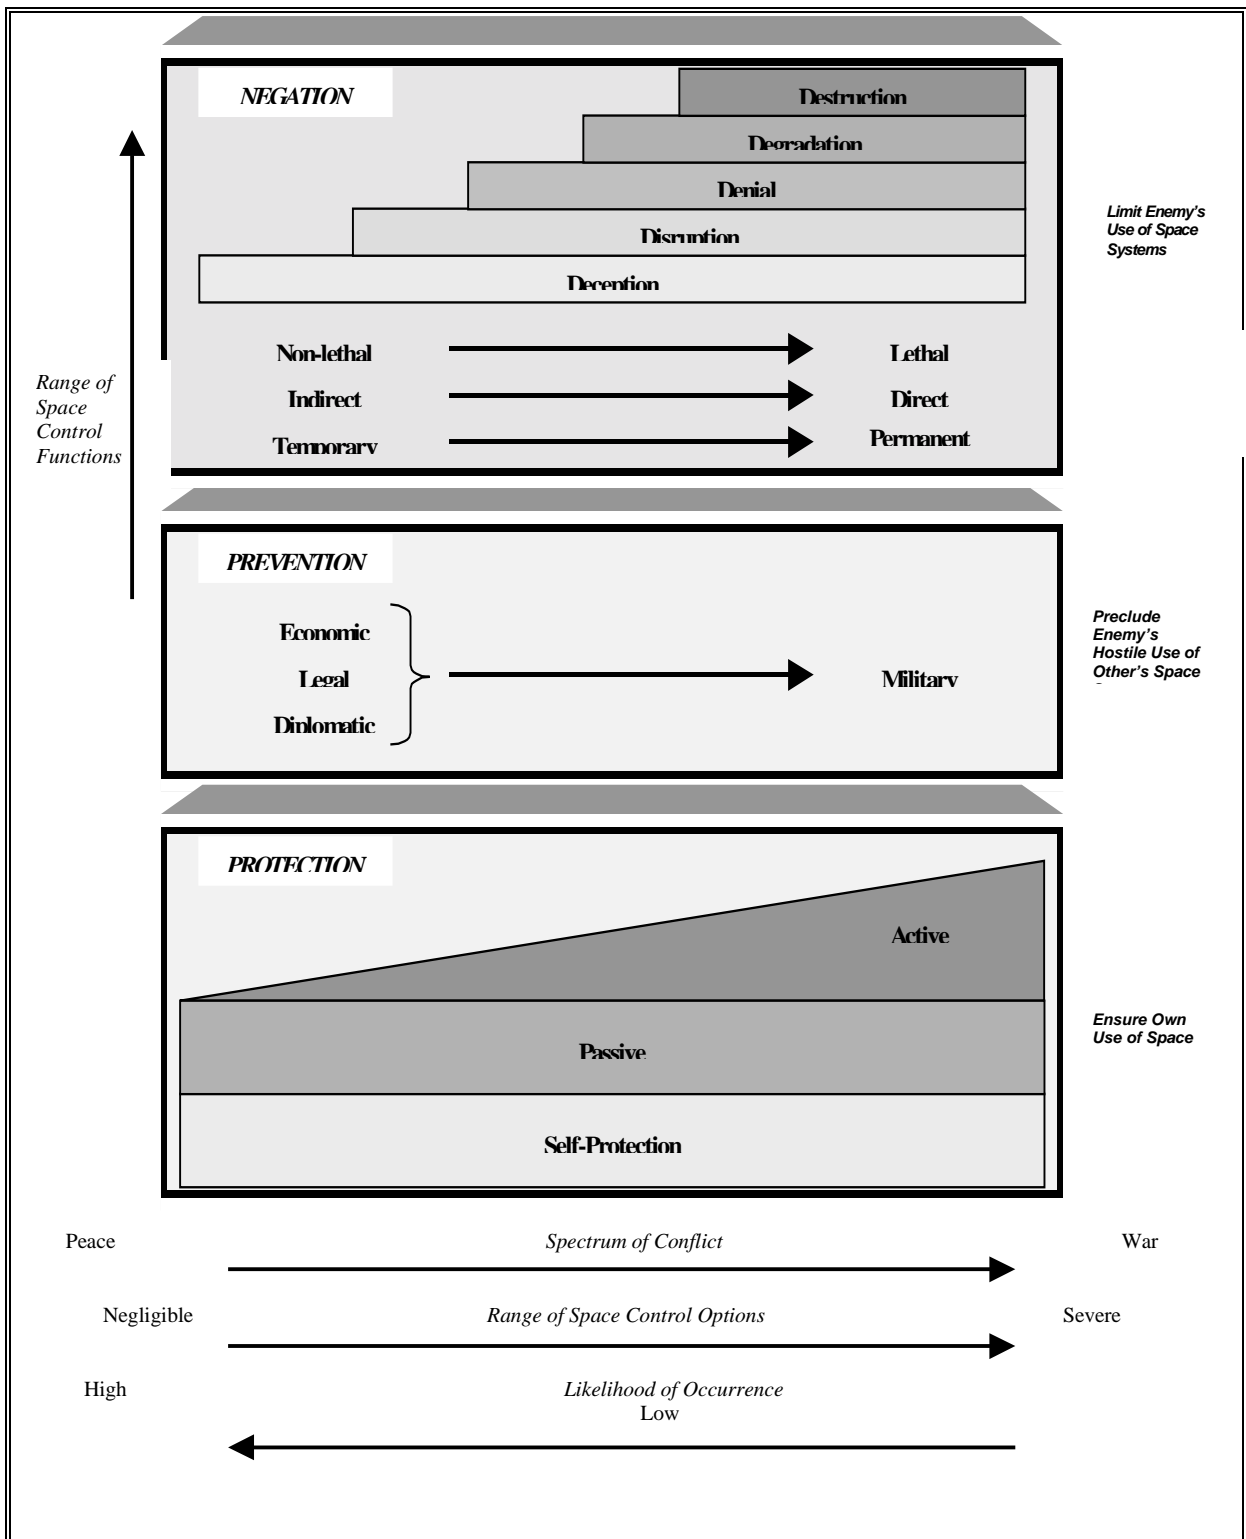 NEGATION
Destruction
Degradation
Denial
Disruption
Deception
Limit Enemy's
Use of Space
Systems
Non-lethal
Lethal
Indirect
Direct
Temporary
Permanent
Range of
Space
Control
Functions
PREVENTION
Economic
Legal
Diplomatic
Military
Preclude
Enemy's
Hostile Use of
Other's Space
PROTECTION
Active
Passive
Self-Protection
Ensure Own
Use of Space
Peace
Spectrum of Conflict
War
Negligible
Range of Space Control Options
Severe
High
Likelihood of Occurrence
Low